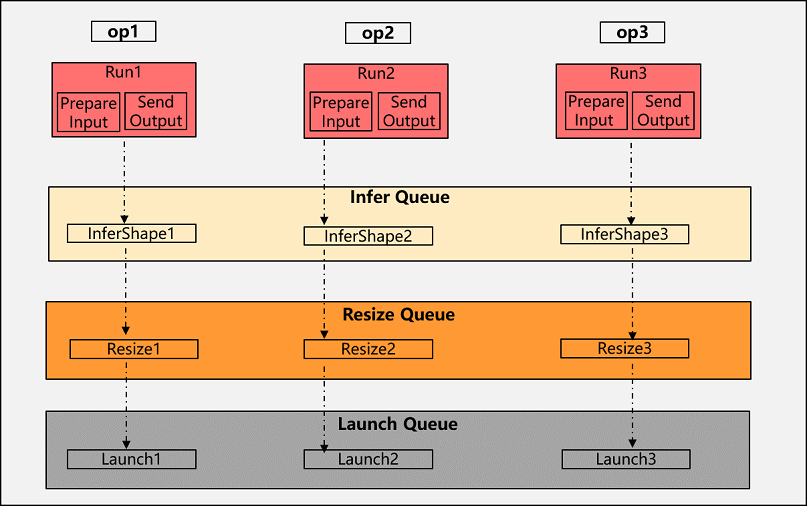 op1
op2
op3
Run1
Prepare
Input
Send
Output
Run2
Prepare
Input
Send
Output
Run3
Prepare
Input
Send
Output
Infer Queue
InferShape1
InferShape2
InferShape3
Resize Queue
Resize1
Resize2
Resize3
Launch Queue
Launch1
Launch2
Launch3